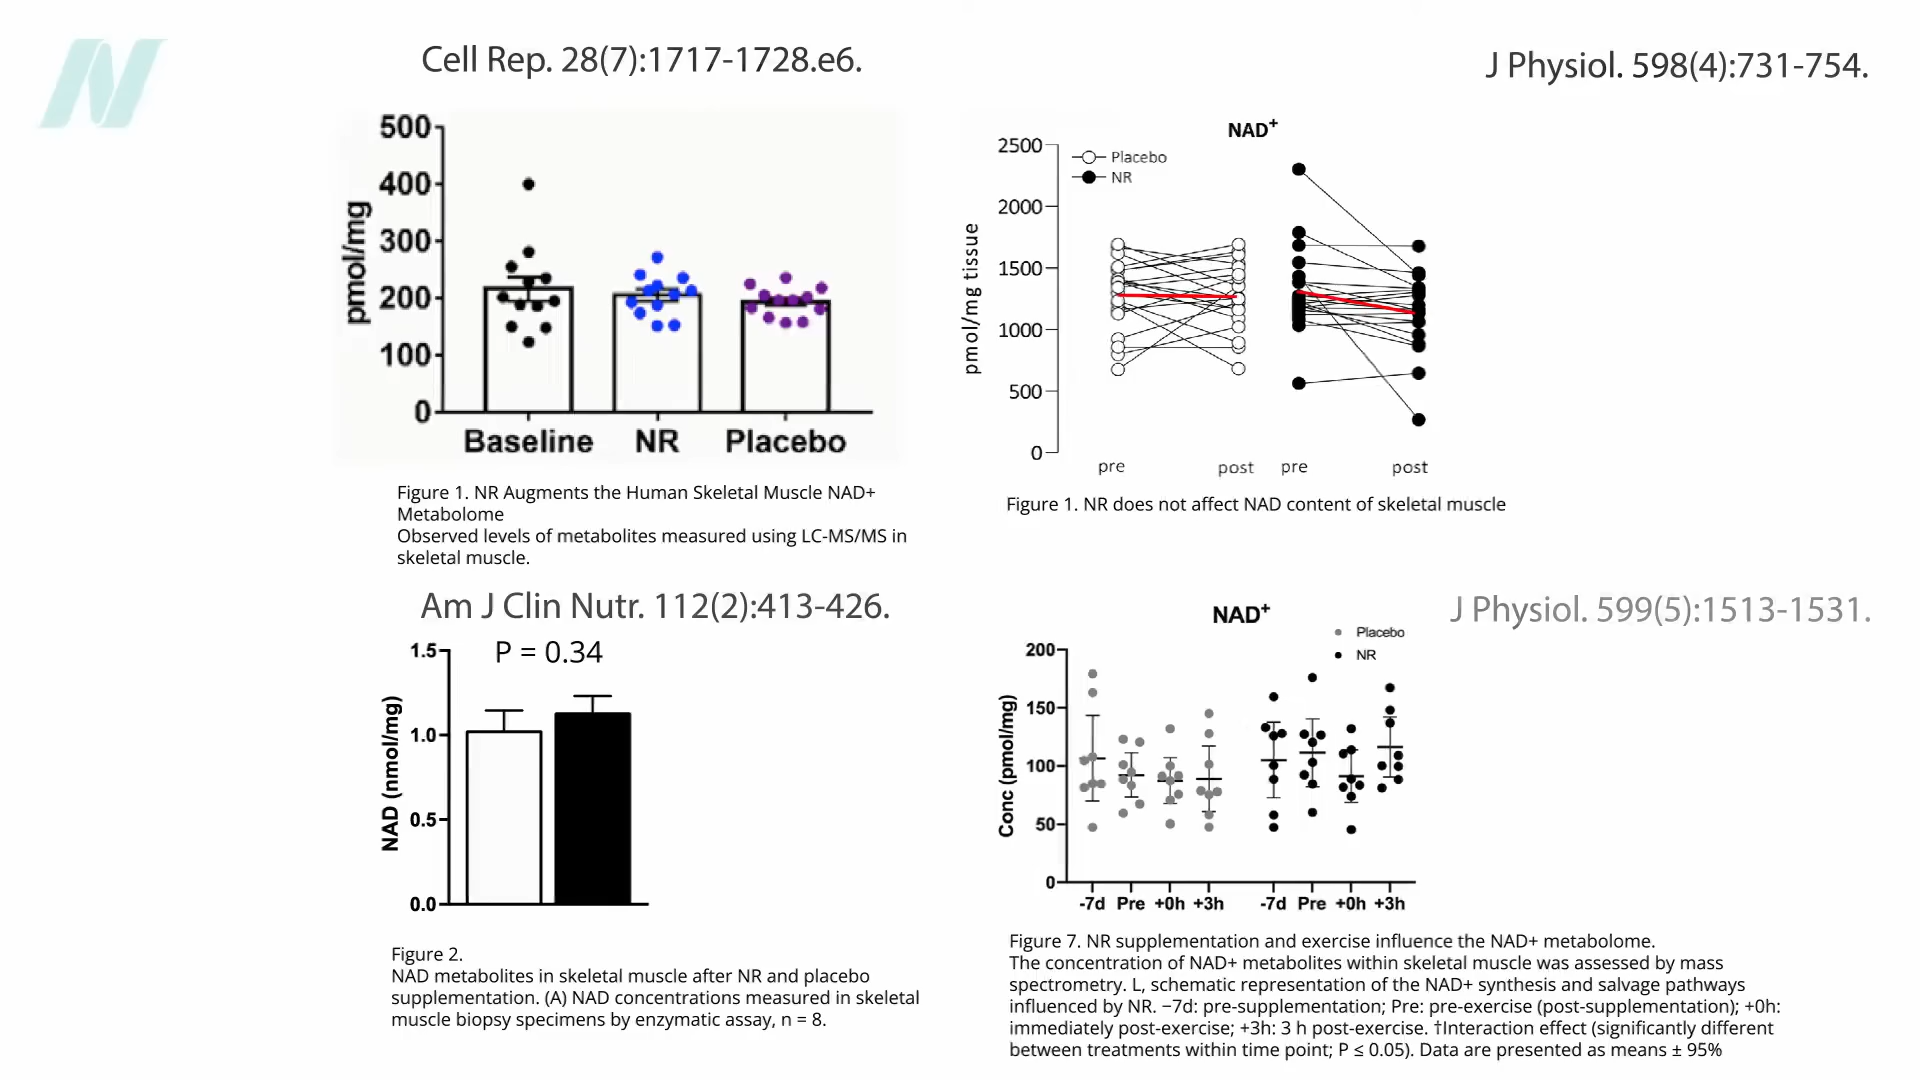 Cell Rep. 28(7):1717-1728.e6.
500
400
300
200
100
0
pmol/mg
Baseline NR Placebo
Figure 1. NR Augments the Human Skeletal Muscle NAD+
Metabolome
Observed levels of metabolites measured using LC-MS/MS in
skeletal muscle.
J Physiol. 598(4):731-754.
NAD+
Placebo
NR
2500
2000
1500
1000
500
0
pmol/mg tissue
pre post pre post
Figure 1. NR does not affect NAD content of skeletal muscle
Am J Clin Nutr. 112(2):413-426.
P = 0.34
1.5
1.0
0.5
0.0
NAD (nmol/mg)
Figure 2.
NAD metabolites in skeletal muscle after NR and placebo
supplementation. (A) NAD concentrations measured in skeletal
muscle biopsy specimens by enzymatic assay, n = 8.
J Physiol. 599(5):1513-1531.
NAD+
Placebo
NR
200
150
100
50
0
Conc (pmol/mg)
-7d Pre +0h +3h -7d Pre +0h +3h
Figure 7. NR supplementation and exercise influence the NAD+ metabolome.
The concentration of NAD+ metabolites within skeletal muscle was assessed by mass
spectrometry. L, schematic representation of the NAD+ synthesis and salvage pathways
influenced by NR. −7d: pre-supplementation; Pre: pre-exercise (post-supplementation); +0h:
immediately post-exercise; +3h: 3 h post-exercise. †Interaction effect (significantly different
between treatments within time point; P ≤ 0.05). Data are presented as means ± 95%